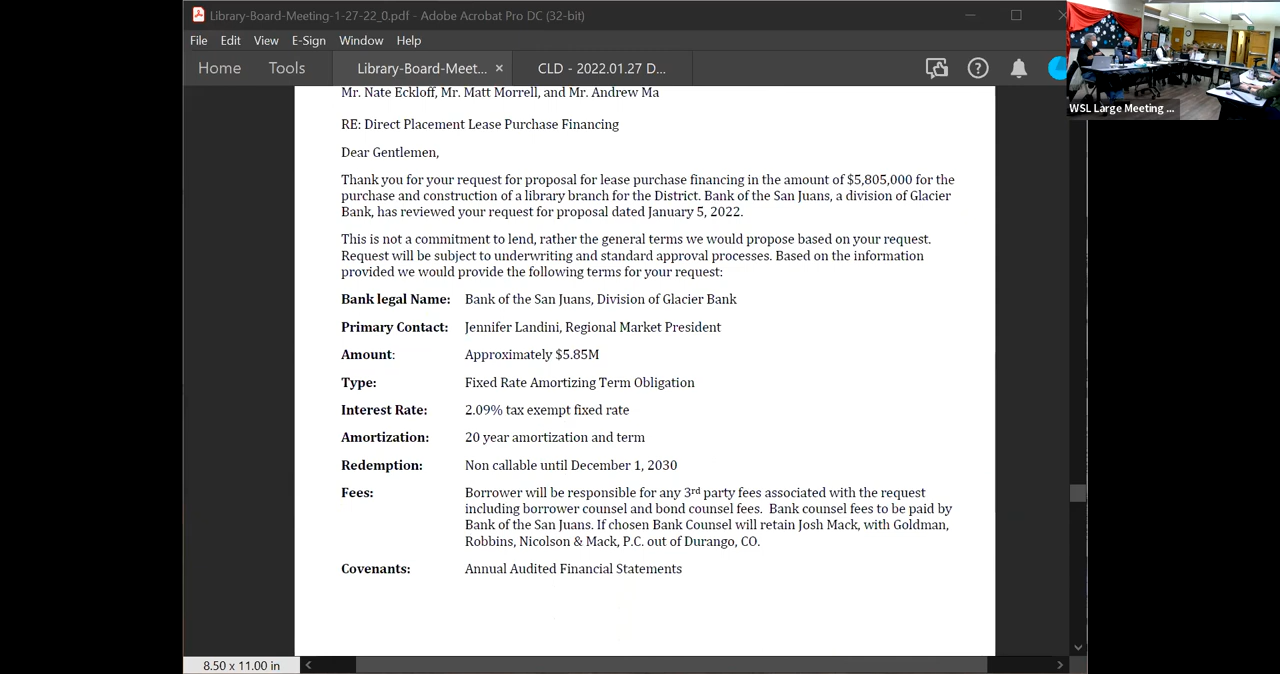 Library-Board-Meeting-1-27-22_0.pdf - Adobe Acrobat Pro DC (32-bit)
File Edit View E-Sign Window Help
Home Tools Library-Board-Meet... × CLD - 2022.01.27 D...
WSL Large Meeting ...
Mr. Nate Eckloff, Mr. Matt Morrell, and Mr. Andrew Ma
RE: Direct Placement Lease Purchase Financing
Dear Gentlemen,
Thank you for your request for proposal for lease purchase financing in the amount of $5,805,000 for the
purchase and construction of a library branch for the District. Bank of the San Juans, a division of Glacier
Bank, has reviewed your request for proposal dated January 5, 2022.
This is not a commitment to lend, rather the general terms we would propose based on your request.
Request will be subject to underwriting and standard approval processes. Based on the information
provided we would provide the following terms for your request:
Bank legal Name: Bank of the San Juans, Division of Glacier Bank
Primary Contact: Jennifer Landini, Regional Market President
Amount: Approximately $5.85M
Type: Fixed Rate Amortizing Term Obligation
Interest Rate: 2.09% tax exempt fixed rate
Amortization: 20 year amortization and term
Redemption: Non callable until December 1, 2030
Fees: Borrower will be responsible for any 3rd party fees associated with the request
including borrower counsel and bond counsel fees. Bank counsel fees to be paid by
Bank of the San Juans. If chosen Bank Counsel will retain Josh Mack, with Goldman,
Robbins, Nicolson & Mack, P.C. out of Durango, CO.
Covenants: Annual Audited Financial Statements
8.50 x 11.00 in